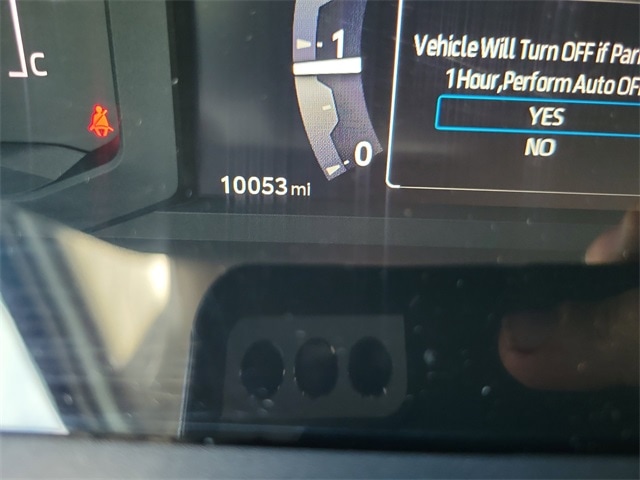 1
C
0
10053 mi
Vehicle Will Turn OFF if
1 Hour, Perform Auto
YES
NO